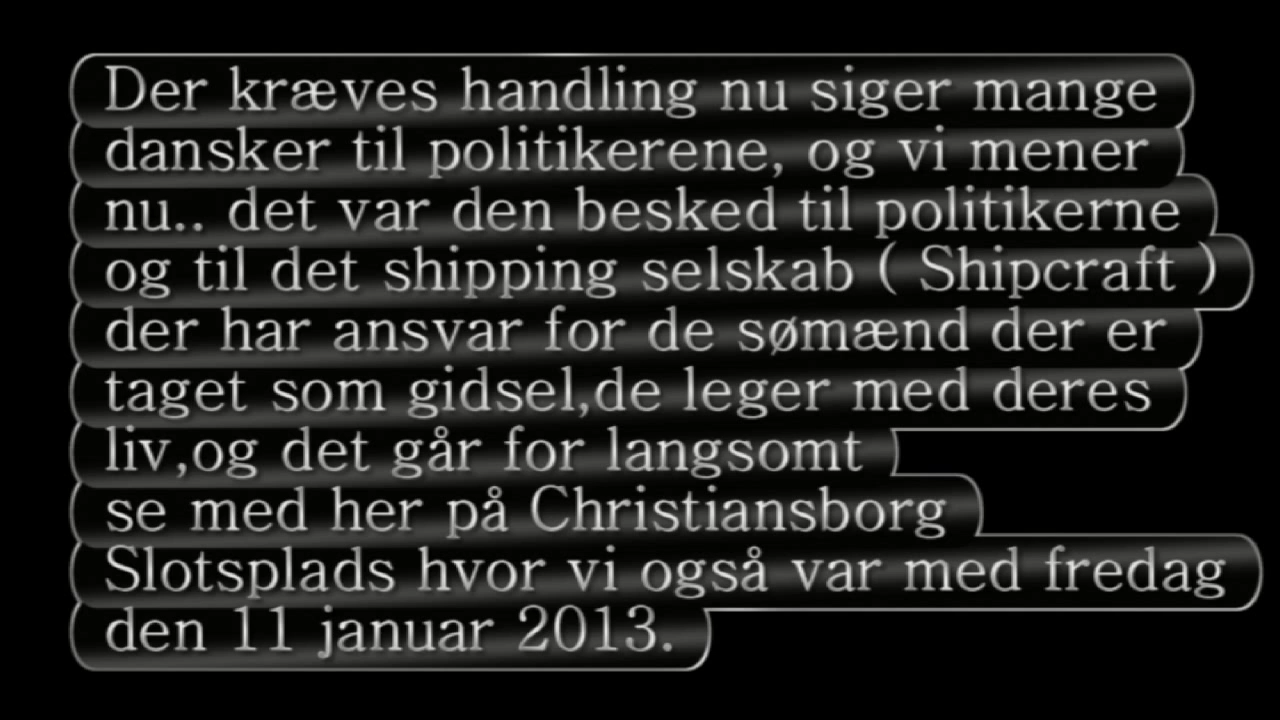 Der kræves handling nu siger mange
dansker til politikerene, og vi mener
nu.. det var den besked til politikerne
og til det shipping selskab ( Shipcraft )
der har ansvar for de sømænd der er
taget som gidsel,de leger med deres
liv,og det går for langsomt
se med her på Christiansborg
Slotsplads hvor vi også var med fredag
den 11 januar 2013.